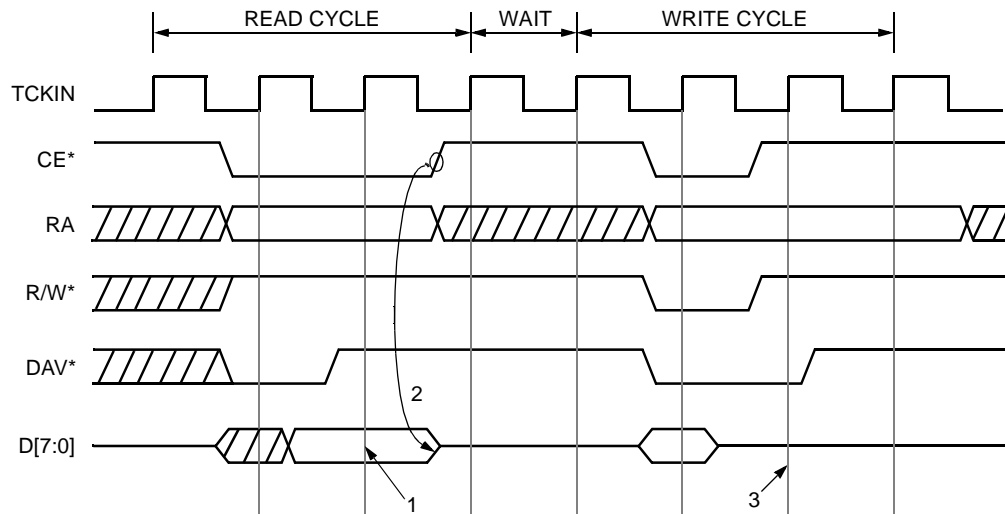 READ CYCLE WAIT WRITE CYCLE
TCKIN
CE*
RA
R/W*
DAV*
2
D[7:0]
1 3